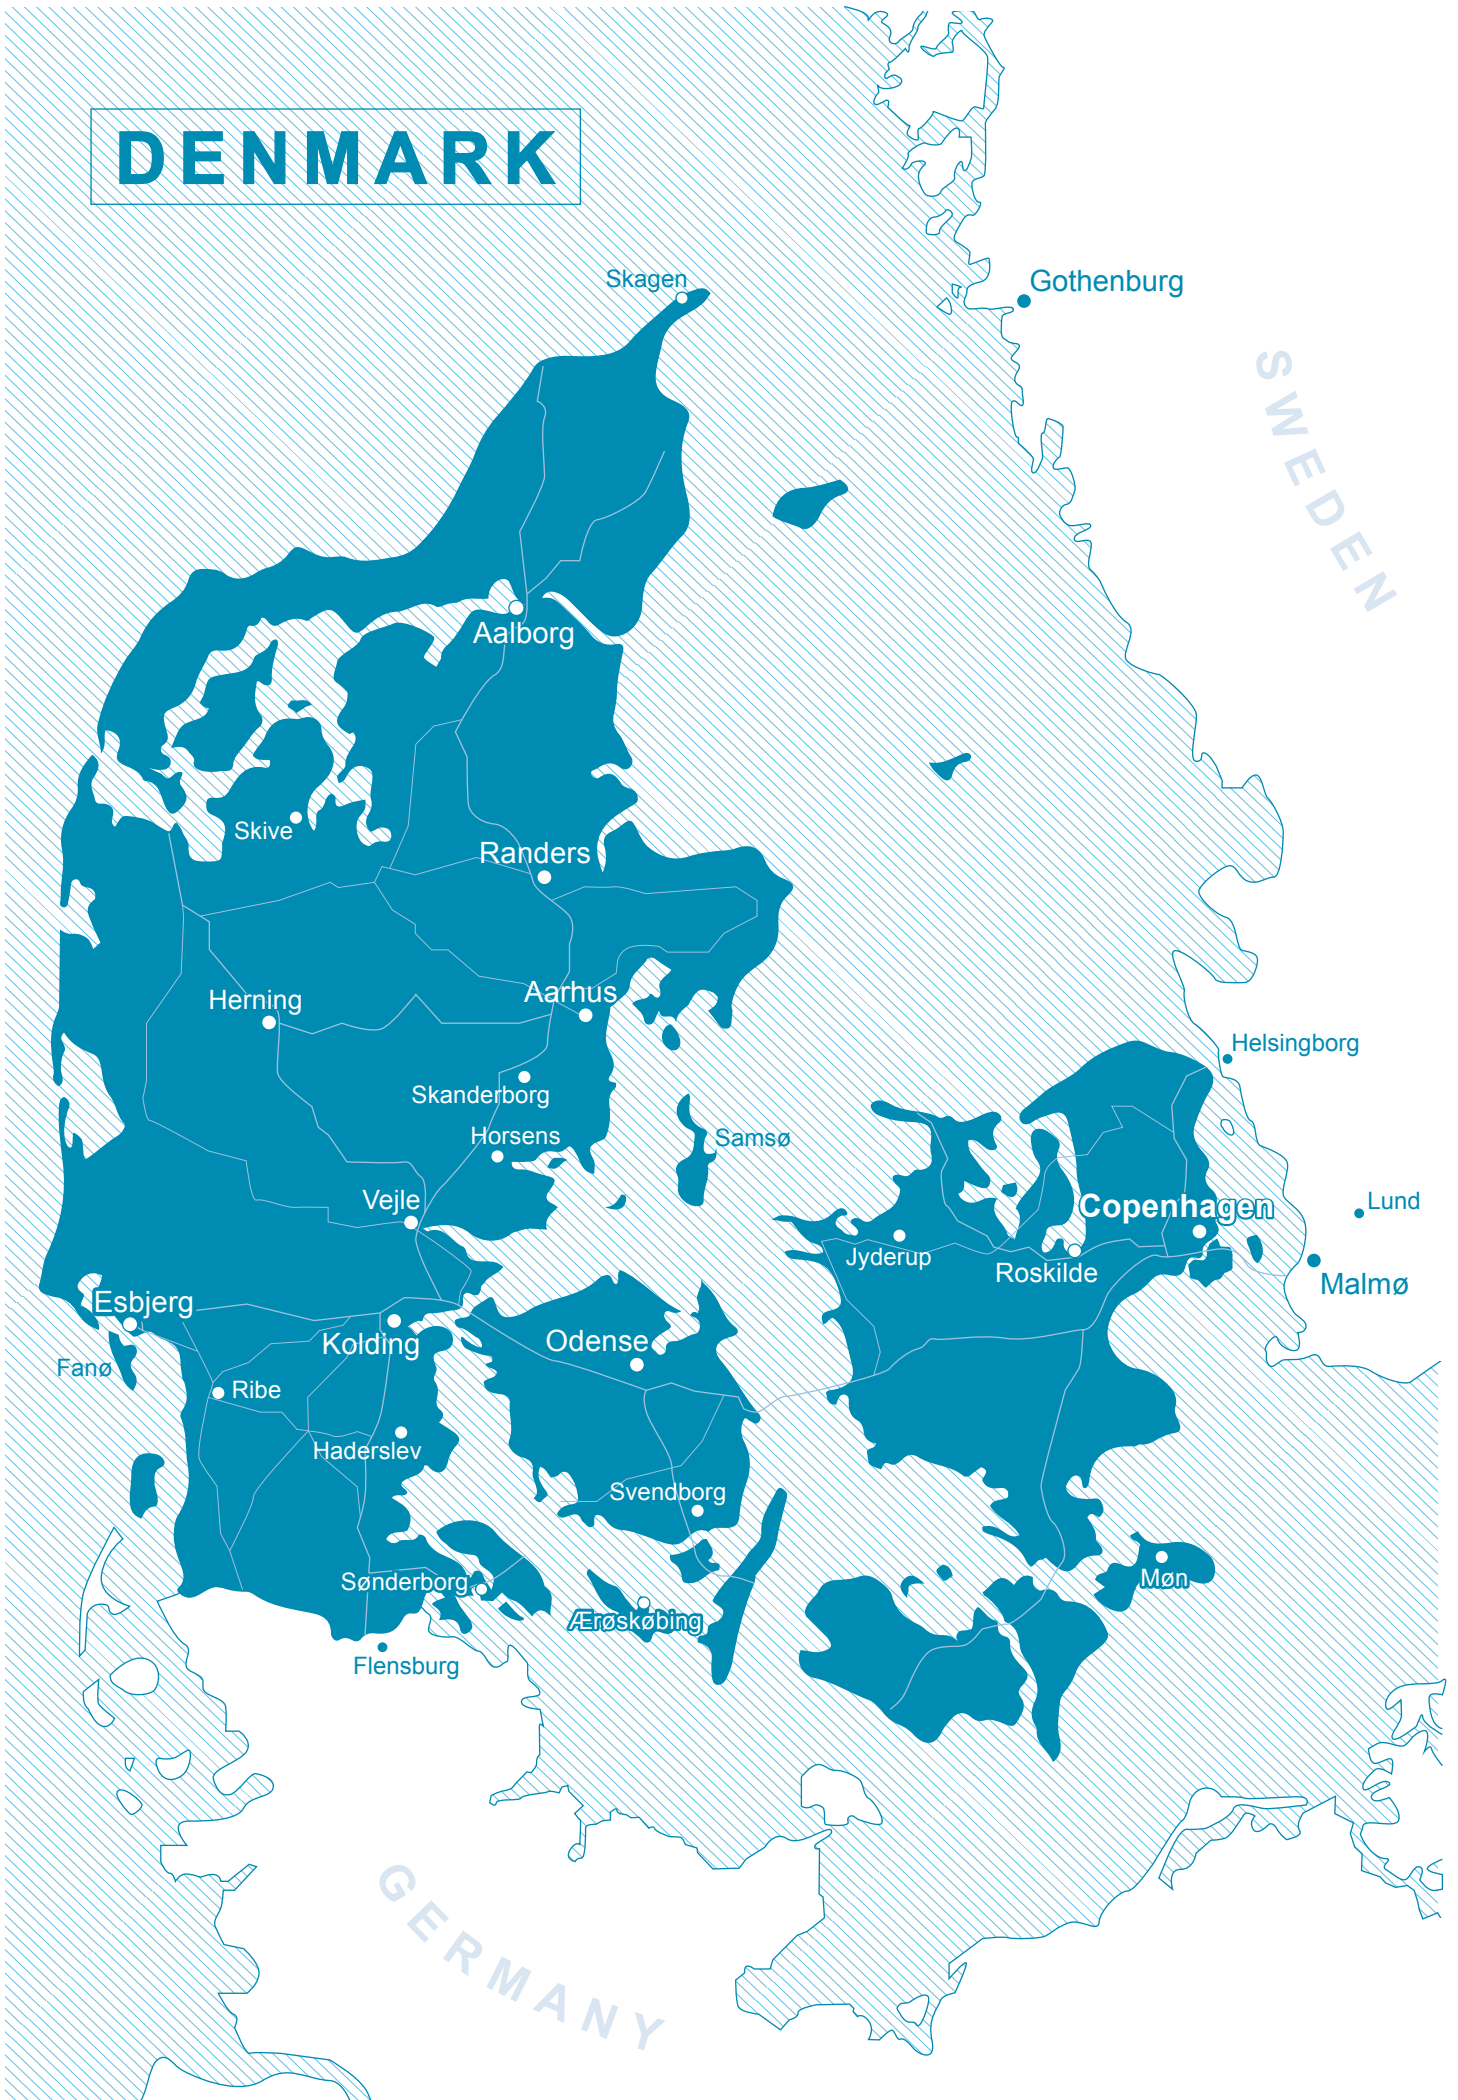 DENMARK
Skagen
Gothenburg
SWEDEN
Aalborg
Skive
Randers
Herning
Aarhus
Helsingborg
Skanderborg
Horsens
Samsø
Vejle
Copenhagen
Lund
Jyderup
Roskilde
Malmø
Esbjerg
Kolding
Odense
Fanø
Ribe
Haderslev
Svendborg
Sønderborg
Møn
Ærøskøbing
Flensburg
GERMANY